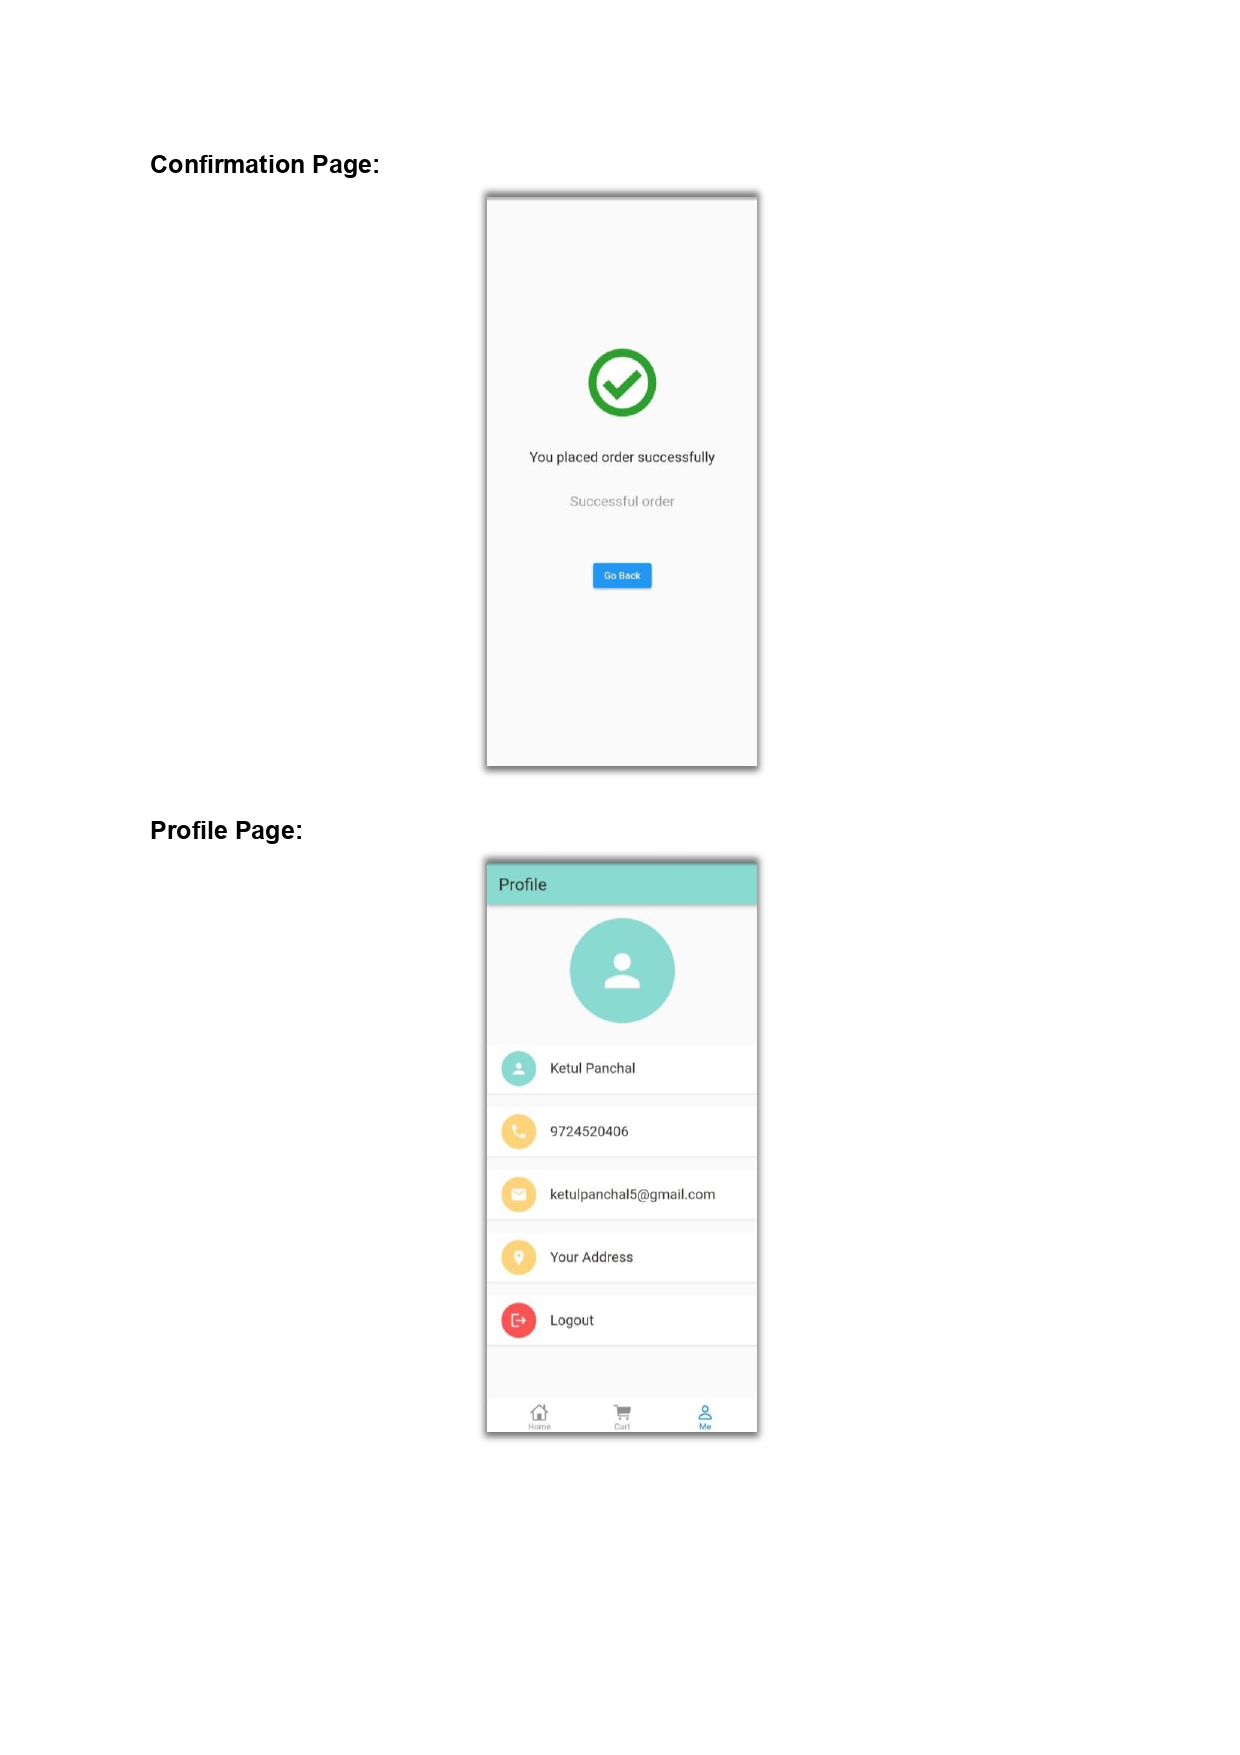 Confirmation Page:
You placed order successfully
Successful order
Go Back
Profile Page:
Profile
Ketul Panchal
9724520406
ketulpanchal5@gmail.com
Your Address
Logout
Home
Cart
Me